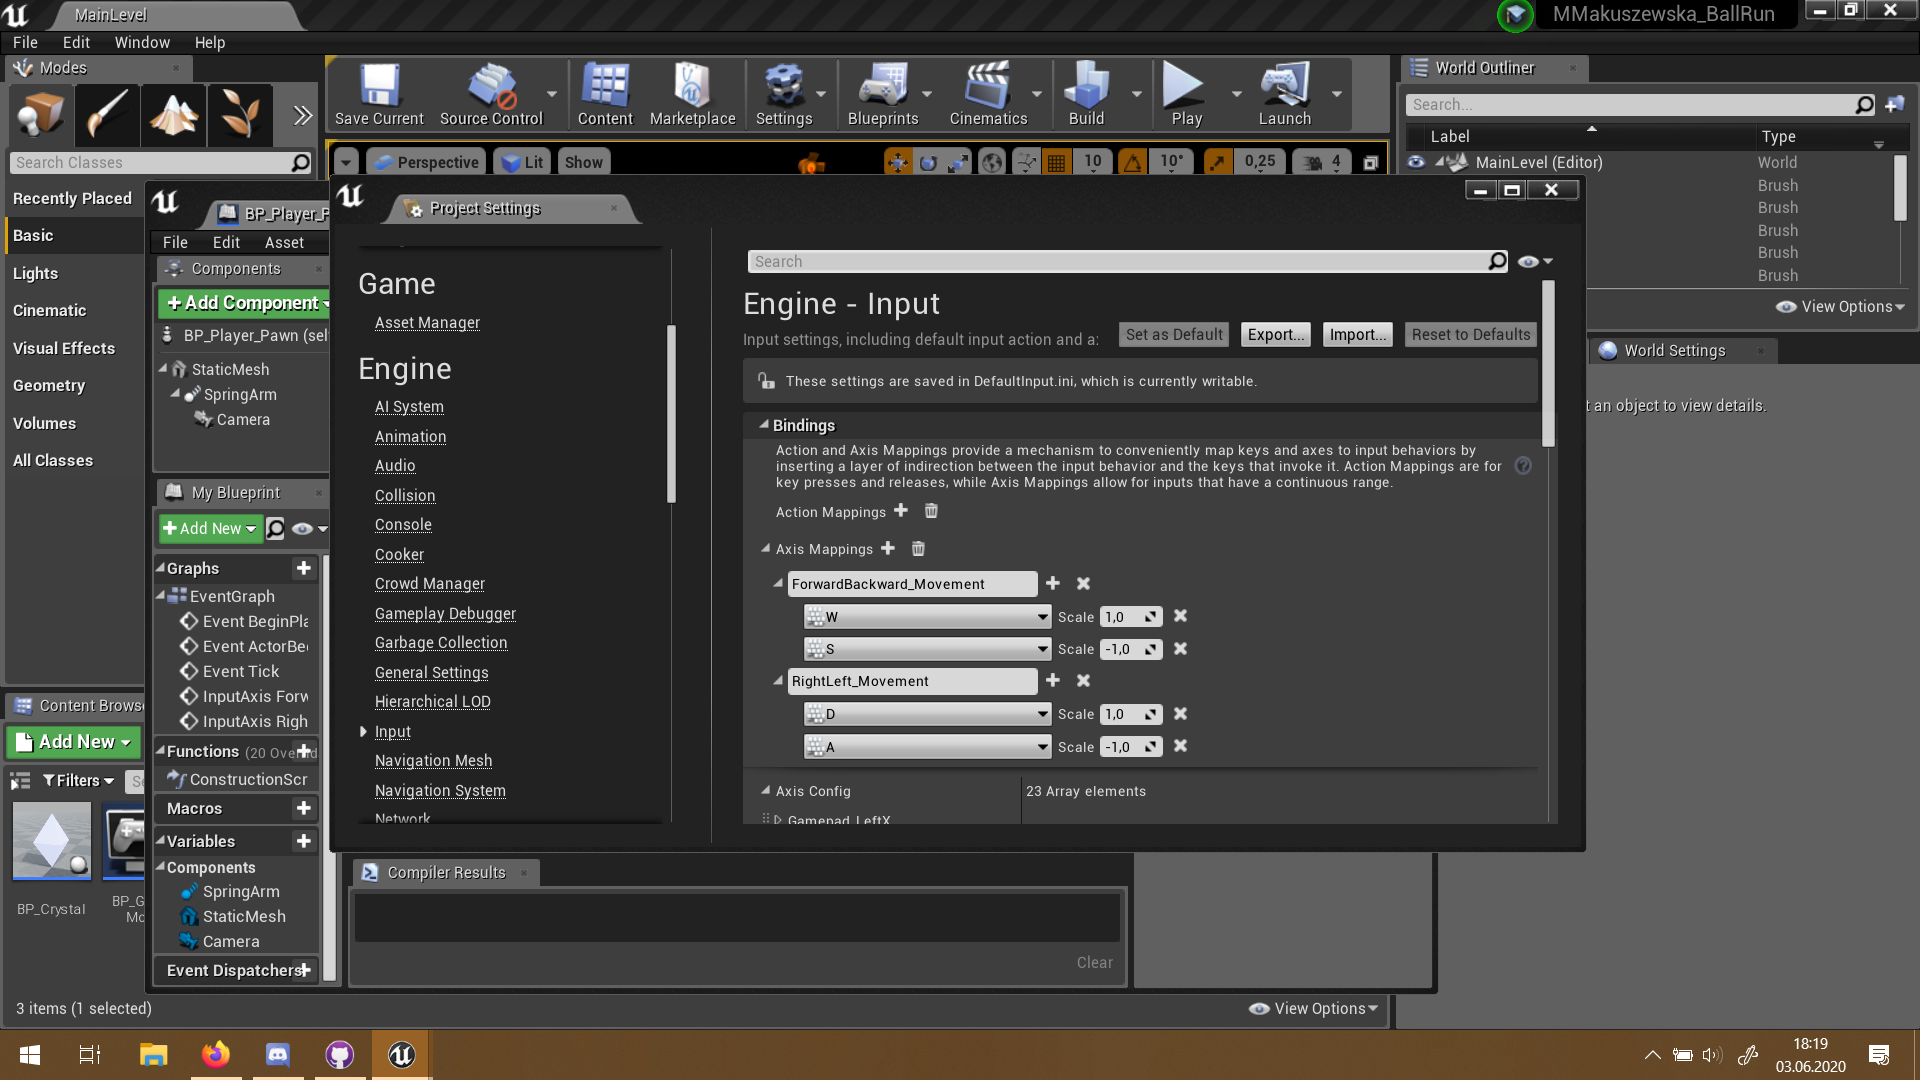 MainLevel
MMakuszewska_BallRun
File Edit Window Help
Modes
Search Classes
Recently Placed
Basic
Lights
Cinematic
Visual Effects
Geometry
Volumes
All Classes
Save Current
Source Control
Content
Marketplace
Settings
Blueprints
Cinematics
Build
Play
Launch
Perspective
Lit
Show
10
10°
0,25
4
World Outliner
Search...
Label Type
MainLevel (Editor) World
Brush
Brush
Brush
Brush
Brush
View Options
World Settings
t an object to view details.
BP_Player_P
File Edit Asset
Components
+ Add Component
BP_Player_Pawn (sel
StaticMesh
SpringArm
Camera
My Blueprint
+ Add New
Graphs
EventGraph
Event BeginPla
Event ActorBe
Event Tick
InputAxis Forw
InputAxis Righ
Functions (20 Overrid
ConstructionScr
Macros
Variables
Components
SpringArm
StaticMesh
Camera
Event Dispatchers
Project Settings
Game
Asset Manager
Engine
AI System
Animation
Audio
Collision
Console
Cooker
Crowd Manager
Gameplay Debugger
Garbage Collection
General Settings
Hierarchical LOD
Input
Navigation Mesh
Navigation System
Network
Search
Engine - Input
Input settings, including default input action and a:
Set as Default
Export...
Import...
Reset to Defaults
These settings are saved in DefaultInput.ini, which is currently writable.
Bindings
Action and Axis Mappings provide a mechanism to conveniently map keys and axes to input behaviors by
inserting a layer of indirection between the input behavior and the keys that invoke it. Action Mappings are for
key presses and releases, while Axis Mappings allow for inputs that have a continuous range.
Action Mappings
Axis Mappings
ForwardBackward_Movement
W Scale 1,0
S Scale -1,0
RightLeft_Movement
D Scale 1,0
A Scale -1,0
Axis Config 23 Array elements
Gamepad_LeftX
Compiler Results
Clear
Content Browse
Add New
Filters
Se
BP_Crystal
BP_G
Mo
3 items (1 selected)
View Options
18:19
03.06.2020